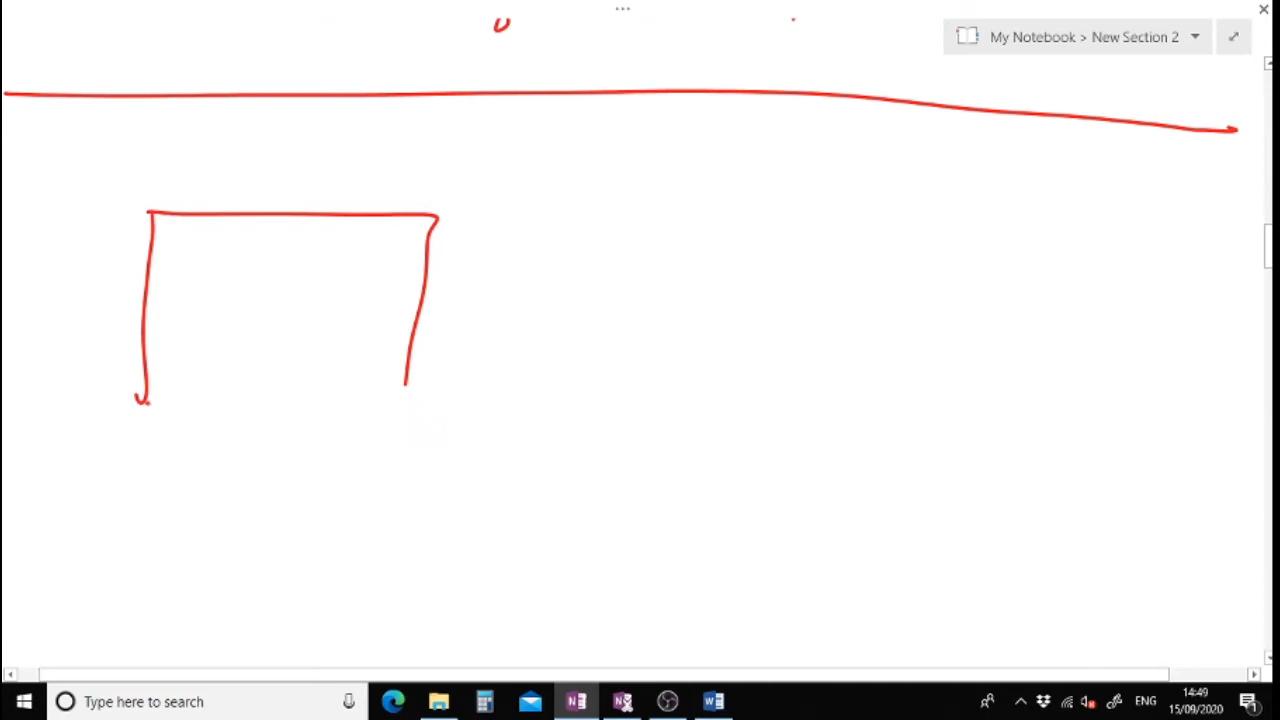 My Notebook > New Section 2
Type here to search
ENG
14:49
15/09/2020